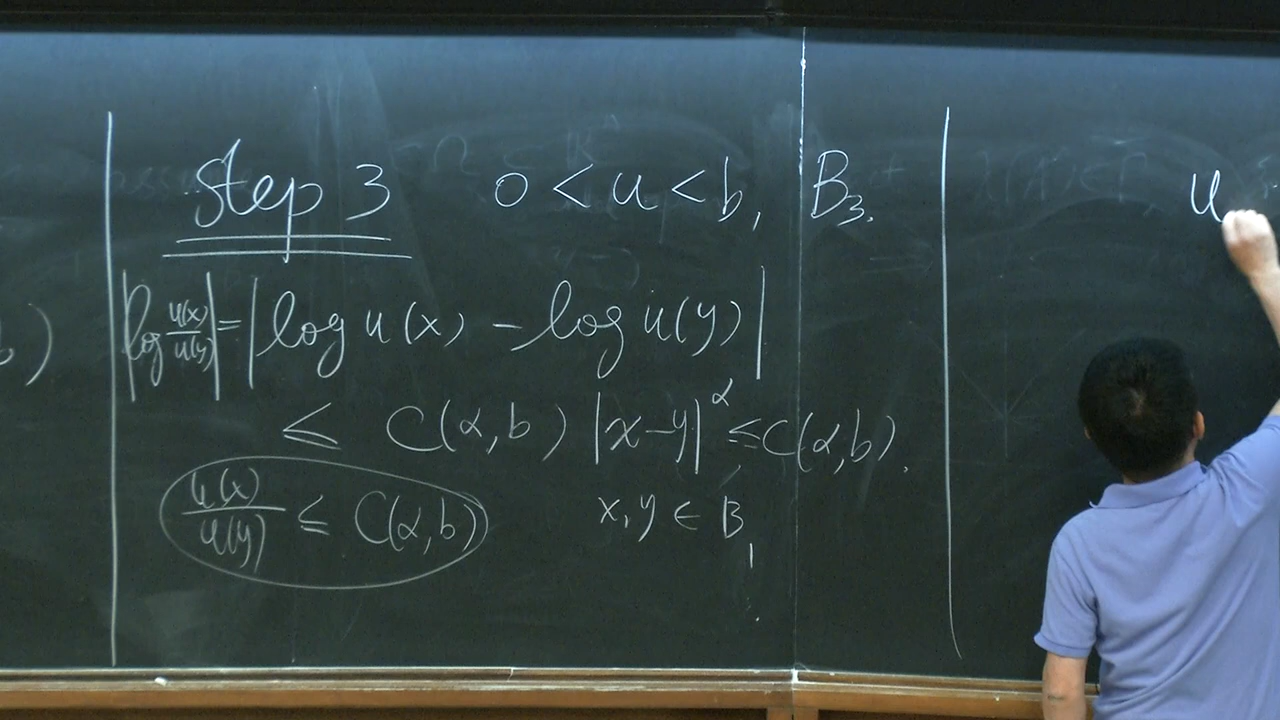 Step 3 0 < u < b, B₃.
|log u(x)/u(y)| = |log u(x) − log u(y)|
≤ C(α,b) |x−y|^α ≤ C(α,b).
u(x)/u(y) ≤ C(α,b) x,y ∈ B₁
)
u